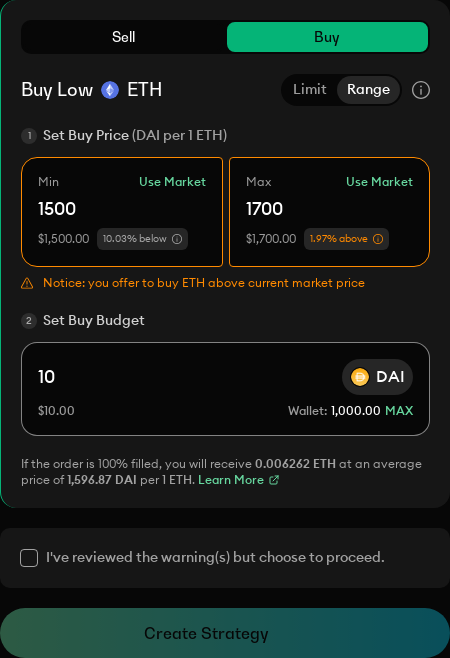 Sell Buy
Buy Low ETH Limit Range
1 Set Buy Price (DAI per 1 ETH)
Min Use Market Max Use Market
1500 1700
$1,500.00 10.03% below $1,700.00 1.97% above
Notice: you offer to buy ETH above current market price
2 Set Buy Budget
10 DAI
$10.00 Wallet: 1,000.00 MAX
If the order is 100% filled, you will receive 0.006262 ETH at an average
price of 1,596.87 DAI per 1 ETH. Learn More
I've reviewed the warning(s) but choose to proceed.
Create Strategy